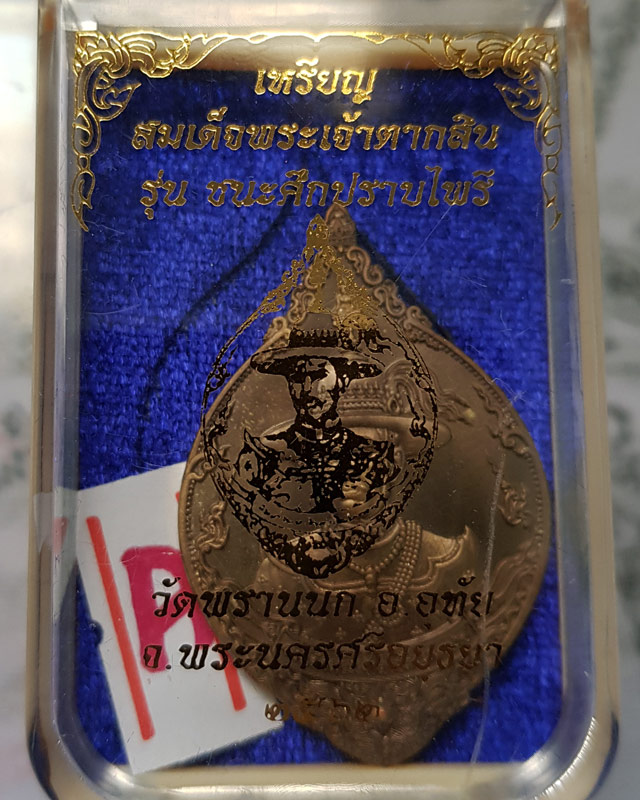 เหรียญ
สมเด็จพระเจ้าตากสิน
รุ่น ชนะศึกปราบไพรี
วัดพรานนก อ.อุทัย
จ.พระนครศรีอยุธยา
P